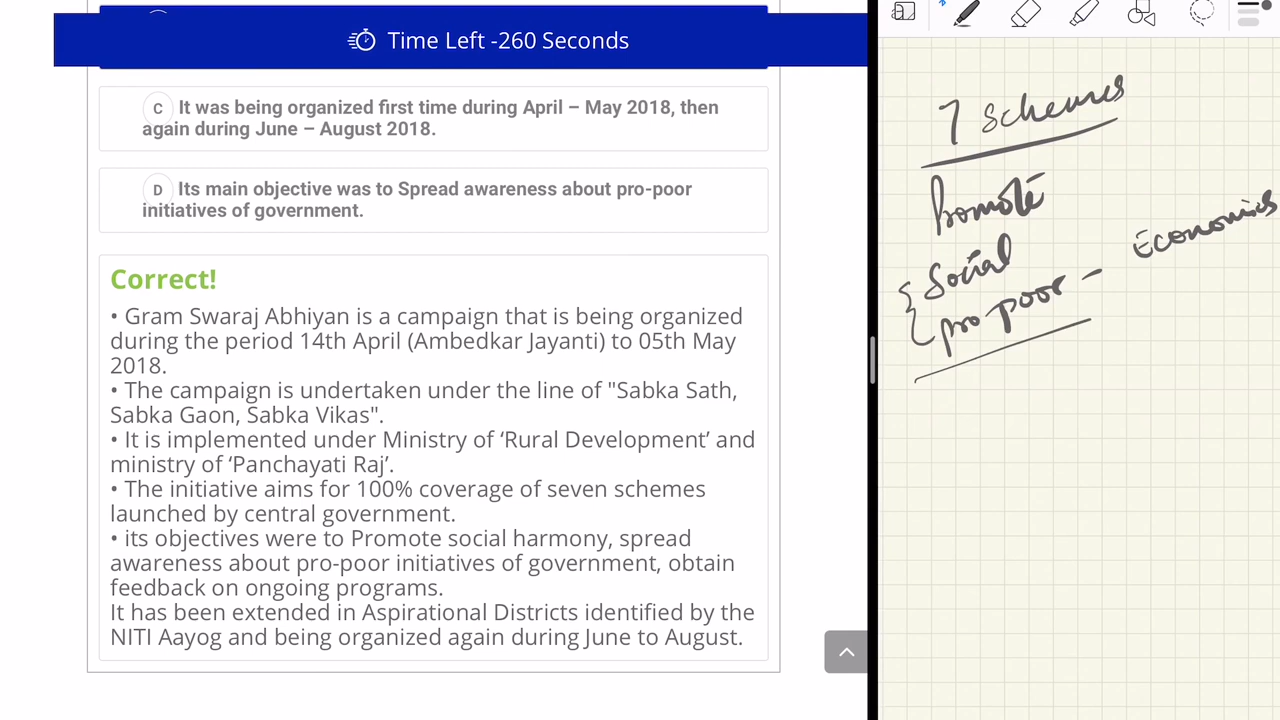 Time Left -260 Seconds
C It was being organized first time during April – May 2018, then
again during June – August 2018.
D Its main objective was to Spread awareness about pro-poor
initiatives of government.
Correct!
• Gram Swaraj Abhiyan is a campaign that is being organized
during the period 14th April (Ambedkar Jayanti) to 05th May
2018.
• The campaign is undertaken under the line of "Sabka Sath,
Sabka Gaon, Sabka Vikas".
• It is implemented under Ministry of ‘Rural Development’ and
ministry of ‘Panchayati Raj’.
• The initiative aims for 100% coverage of seven schemes
launched by central government.
• its objectives were to Promote social harmony, spread
awareness about pro-poor initiatives of government, obtain
feedback on ongoing programs.
It has been extended in Aspirational Districts identified by the
NITI Aayog and being organized again during June to August.
7 schemes
Promote
Social
pro poor - Economics